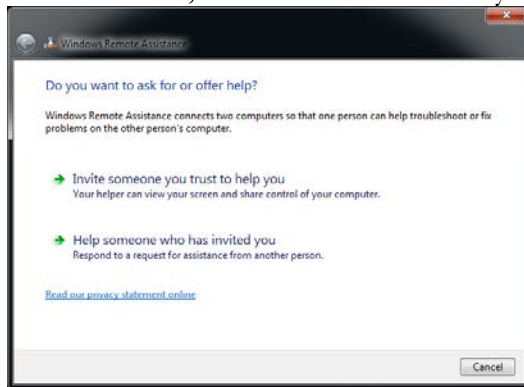 Windows Remote Assistance
Do you want to ask for or offer help?
Windows Remote Assistance connects two computers so that one person can help troubleshoot or fix
problems on the other person's computer.
Invite someone you trust to help you
Your helper can view your screen and share control of your computer.
Help someone who has invited you
Respond to a request for assistance from another person.
Read our privacy statement online
Cancel